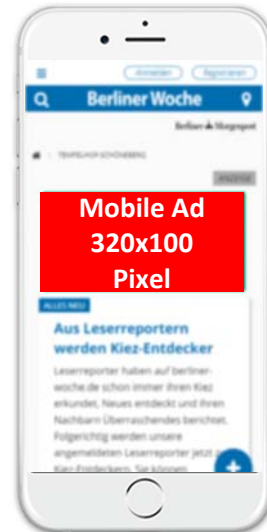 Anmelden Registrieren
Berliner Woche
Berliner Morgenpost
TEMPELHOF-SCHÖNEBERG
ANZEIGE
Mobile Ad
320x100
Pixel
ALLES NEU
Aus Leserreportern
werden Kiez-Entdecker
Leserreporter haben auf berliner-
woche.de schon immer ihren Kiez
erkundet, Neues entdeckt und ihren
Nachbarn Überraschendes berichtet.
Folgerichtig werden unsere
angemeldeten Leserreporter jetzt
Kiez-Entdeckern. Sie können